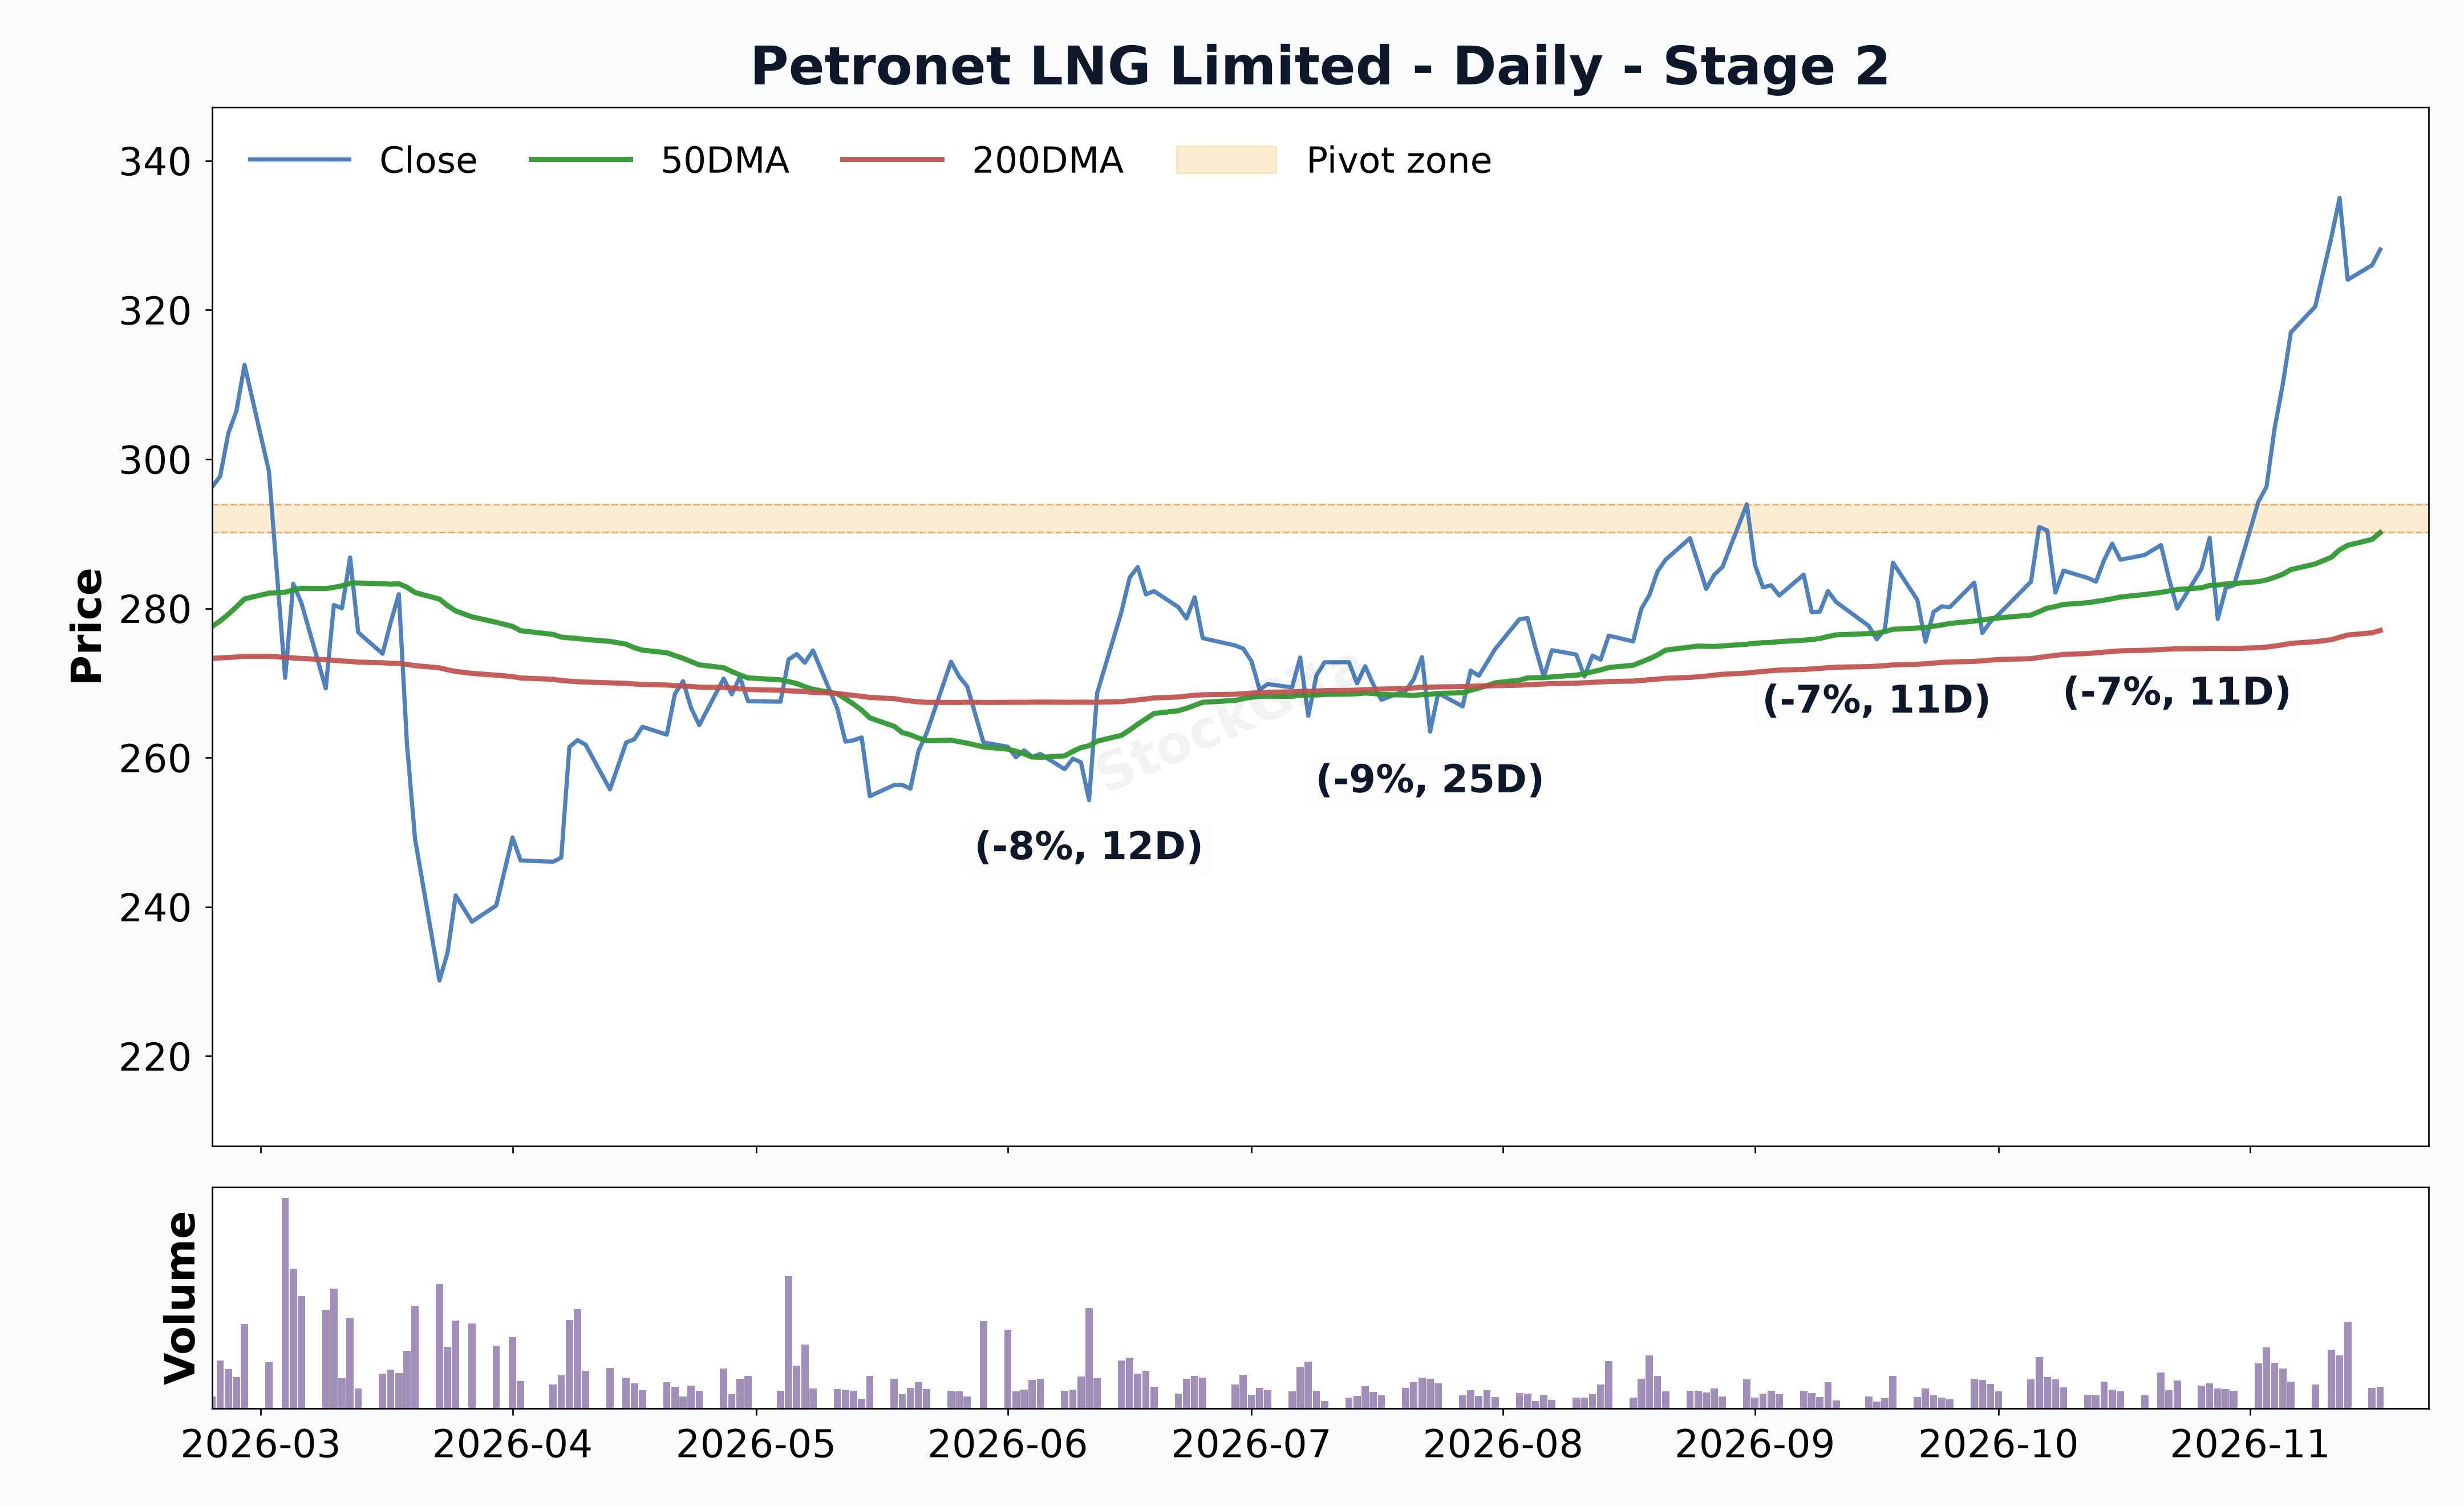 Petronet LNG Limited - Daily - Stage 2
Close 50DMA 200DMA Pivot zone
Price
340
320
300
280
260
240
220
(-8%, 12D)
(-9%, 25D)
(-7%, 11D)
(-7%, 11D)
Volume
2026-03 2026-04 2026-05 2026-06 2026-07 2026-08 2026-09 2026-10 2026-11